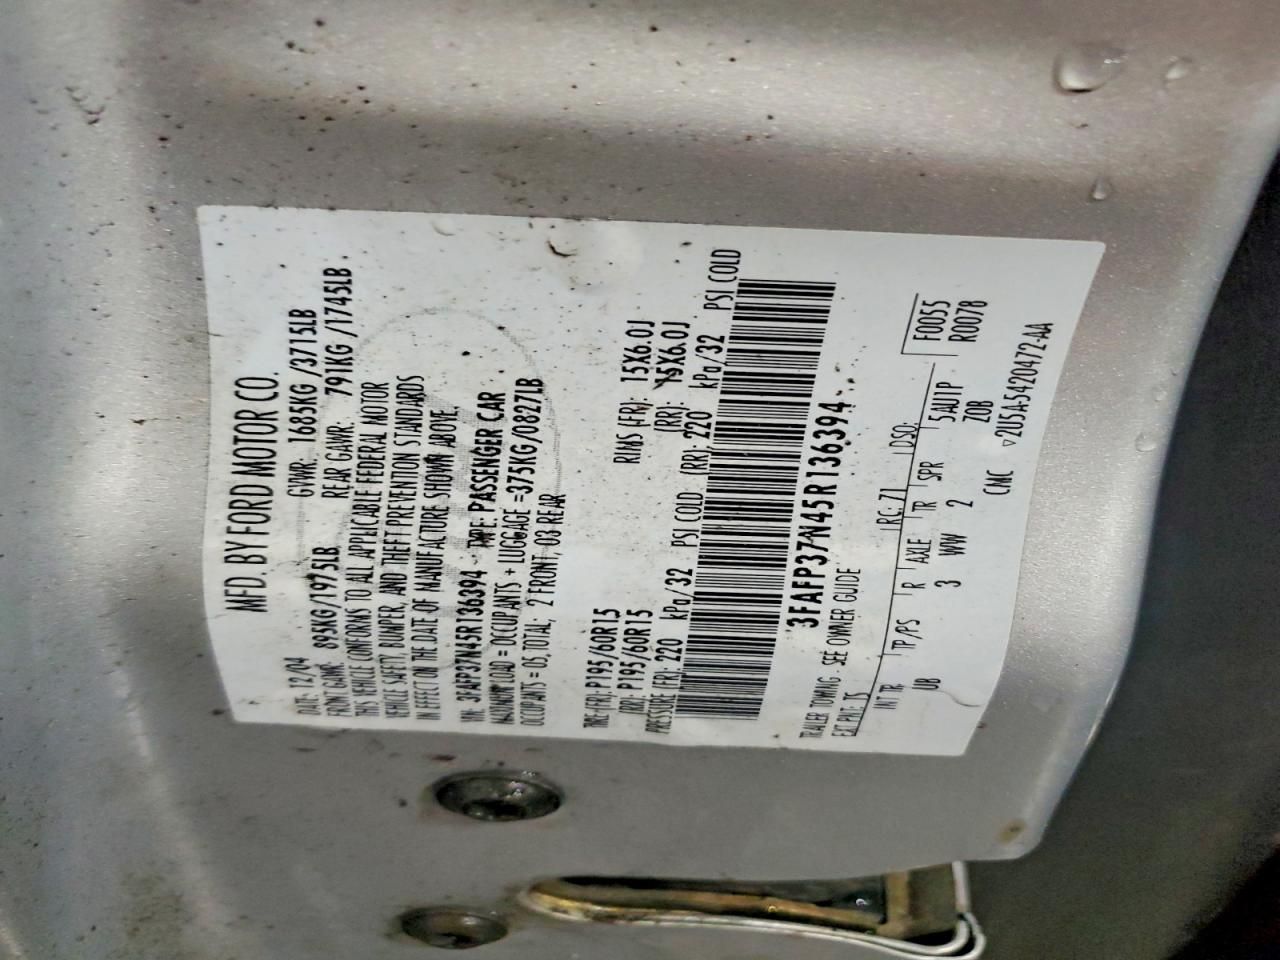 MFD. BY FORD MOTOR CO.
DATE: 12/04 GVWR: 1685KG /3715LB
FRONT GAWR: 895KG/1975LB REAR GAWR: 791KG /1745LB
THIS VEHICLE CONFORMS TO ALL APPLICABLE FEDERAL MOTOR
VEHICLE SAFETY BUMPER, AND THEFT PREVENTION STANDARDS
IN EFFECT ON THE DATE OF MANUFACTURE SHOWN ABOVE.
VIN: 3FAFP37N45R136394 TYPE: PASSENGER CAR
MAXIMUM LOAD = OCCUPANTS + LUGGAGE =375KG/0827LB
OCCUPANTS = 05, TOTAL; 2 FRONT, 03 REAR
TIRE (FR): P195/60R15 RIMS (FR): 15X6.0J
(RR): P195/60R15 (RR): 15X6.0J
PRESSURE (FR): 220 kPa/32 PSI COLD (RR): 220 kPa/32 PSI COLD
3FAFP37N45R136394
TRAILER TOWING - SEE OWNER GUIDE
EXT PNT: TS RC: 71 DSO: F0055
INT TR TP/PS R AXLE TR SPR 5AU1P R0078
UB 3 WW 2 ZOB
CMC ▽2U5A5420472-AA